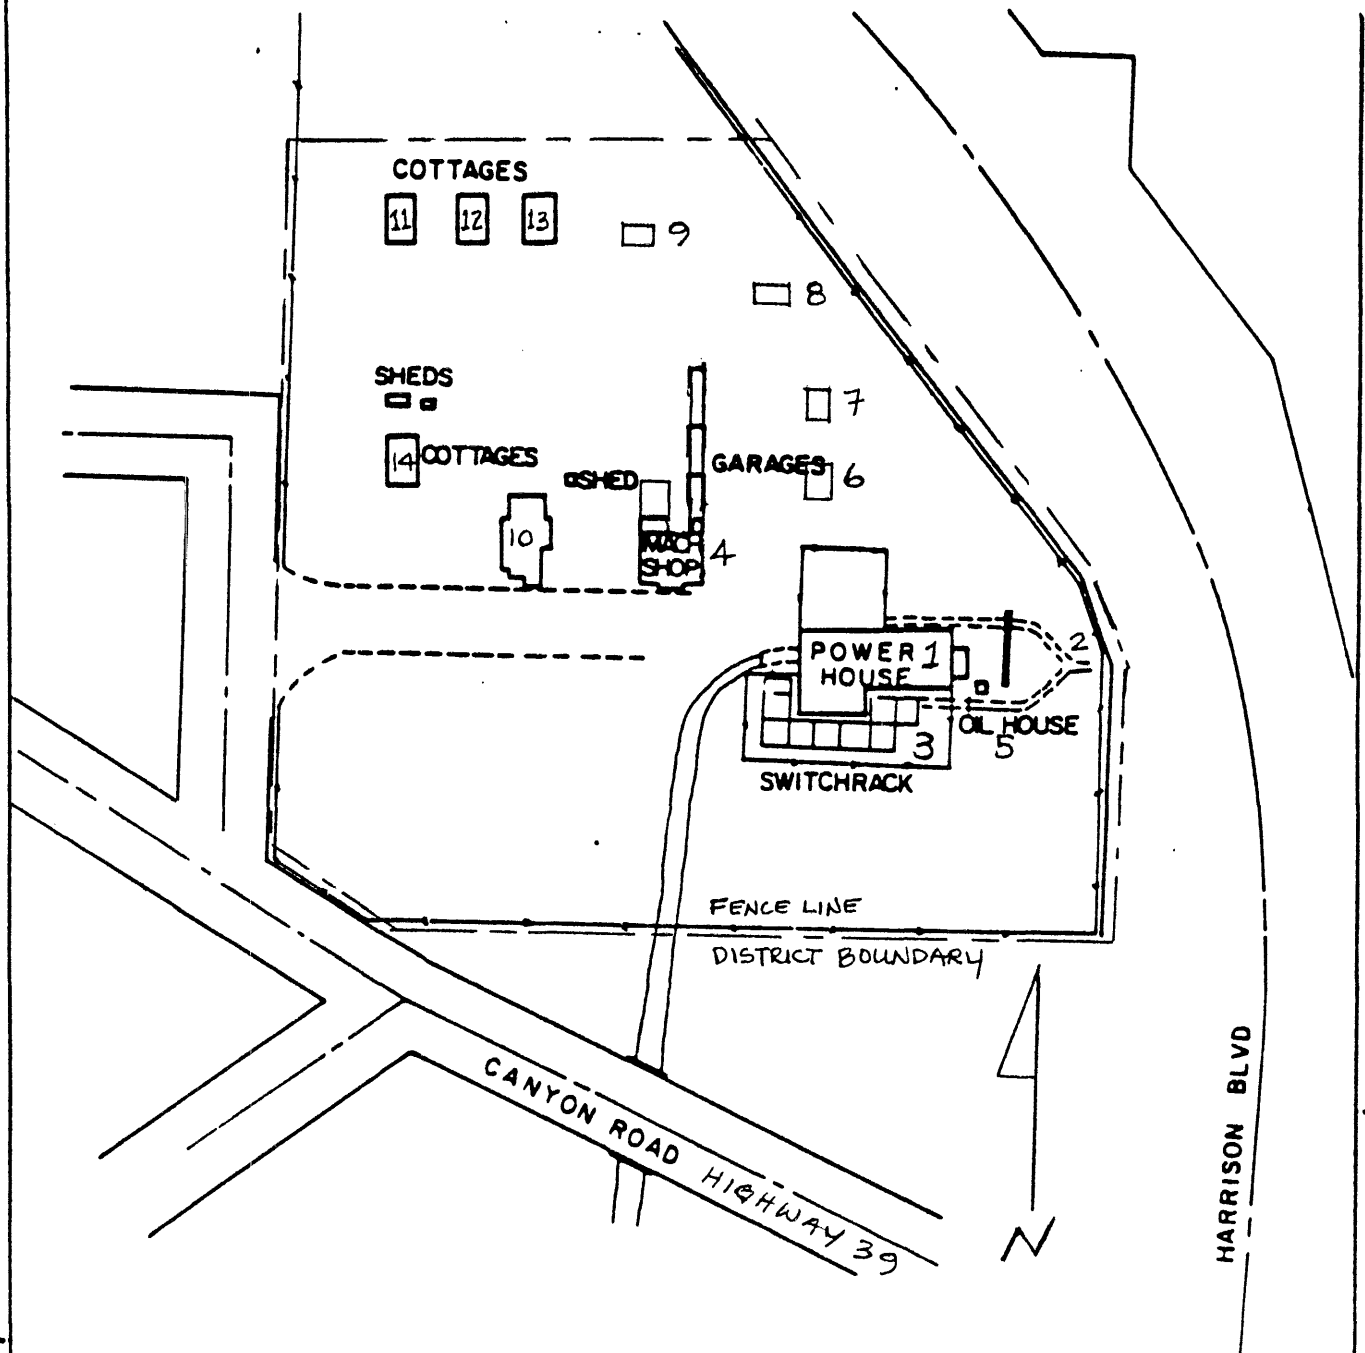 COTTAGES
11 12 13
9
8
SHEDS
7
14 COTTAGES
SHED
GARAGES
6
10
MACH
SHOP
4
POWER 1
HOUSE
2
OIL HOUSE
3
5
SWITCHRACK
FENCE LINE
DISTRICT BOUNDARY
CANYON ROAD HIGHWAY 39
HARRISON BLVD
N